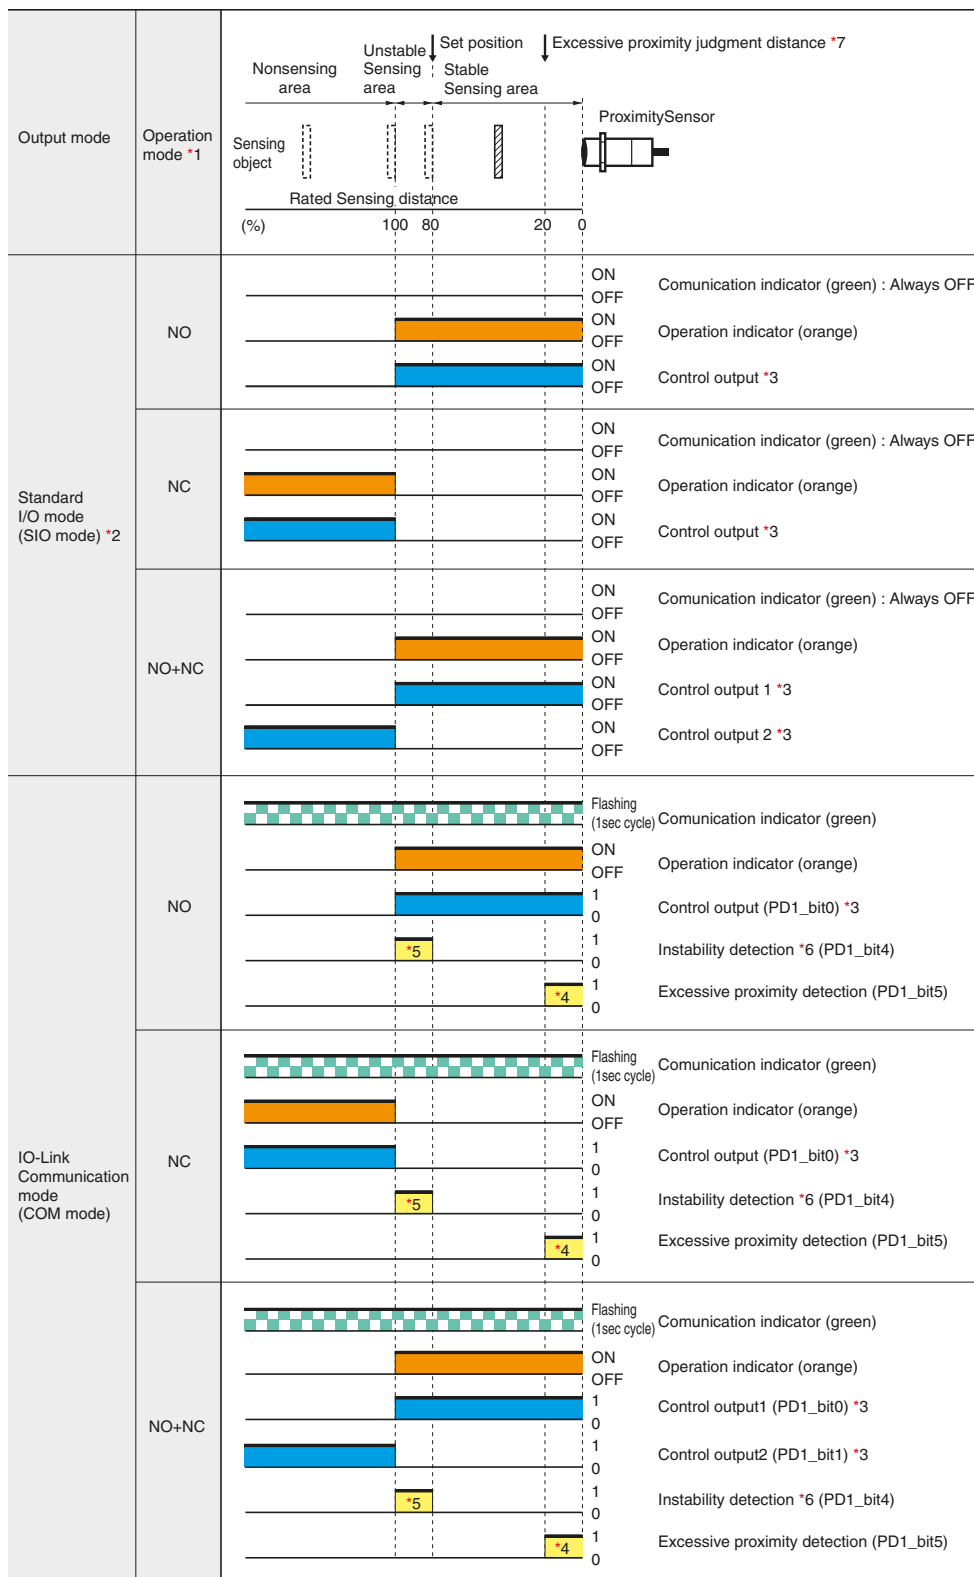 Output mode
Operation
mode *1
Nonsensing
area
Unstable
Sensing
area
Set position
Stable
Sensing area
Excessive proximity judgment distance *7
Sensing
object
ProximitySensor
Rated Sensing distance
(%)
100
80
20
0
Standard
I/O mode
(SIO mode) *2
NO
ON
OFF
Comunication indicator (green) : Always OFF
ON
OFF
Operation indicator (orange)
ON
OFF
Control output *3
NC
ON
OFF
Comunication indicator (green) : Always OFF
ON
OFF
Operation indicator (orange)
ON
OFF
Control output *3
NO+NC
ON
OFF
Comunication indicator (green) : Always OFF
ON
OFF
Operation indicator (orange)
ON
OFF
Control output 1 *3
ON
OFF
Control output 2 *3
IO-Link
Communication
mode
(COM mode)
NO
Flashing
(1sec cycle)
Comunication indicator (green)
ON
OFF
Operation indicator (orange)
1
0
Control output (PD1_bit0) *3
*5
1
0
Instability detection *6 (PD1_bit4)
*4
1
0
Excessive proximity detection (PD1_bit5)
NC
Flashing
(1sec cycle)
Comunication indicator (green)
ON
OFF
Operation indicator (orange)
1
0
Control output (PD1_bit0) *3
*5
1
0
Instability detection *6 (PD1_bit4)
*4
1
0
Excessive proximity detection (PD1_bit5)
NO+NC
Flashing
(1sec cycle)
Comunication indicator (green)
ON
OFF
Operation indicator (orange)
1
0
Control output1 (PD1_bit0) *3
1
0
Control output2 (PD1_bit1) *3
*5
1
0
Instability detection *6 (PD1_bit4)
*4
1
0
Excessive proximity detection (PD1_bit5)